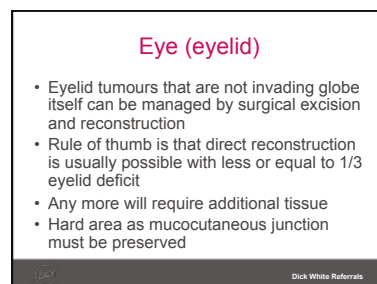 Eye (eyelid)
• Eyelid tumours that are not invading globe
itself can be managed by surgical excision
and reconstruction
• Rule of thumb is that direct reconstruction
is usually possible with less or equal to 1/3
eyelid deficit
• Any more will require additional tissue
• Hard area as mucocutaneous junction
must be preserved
Dick White Referrals